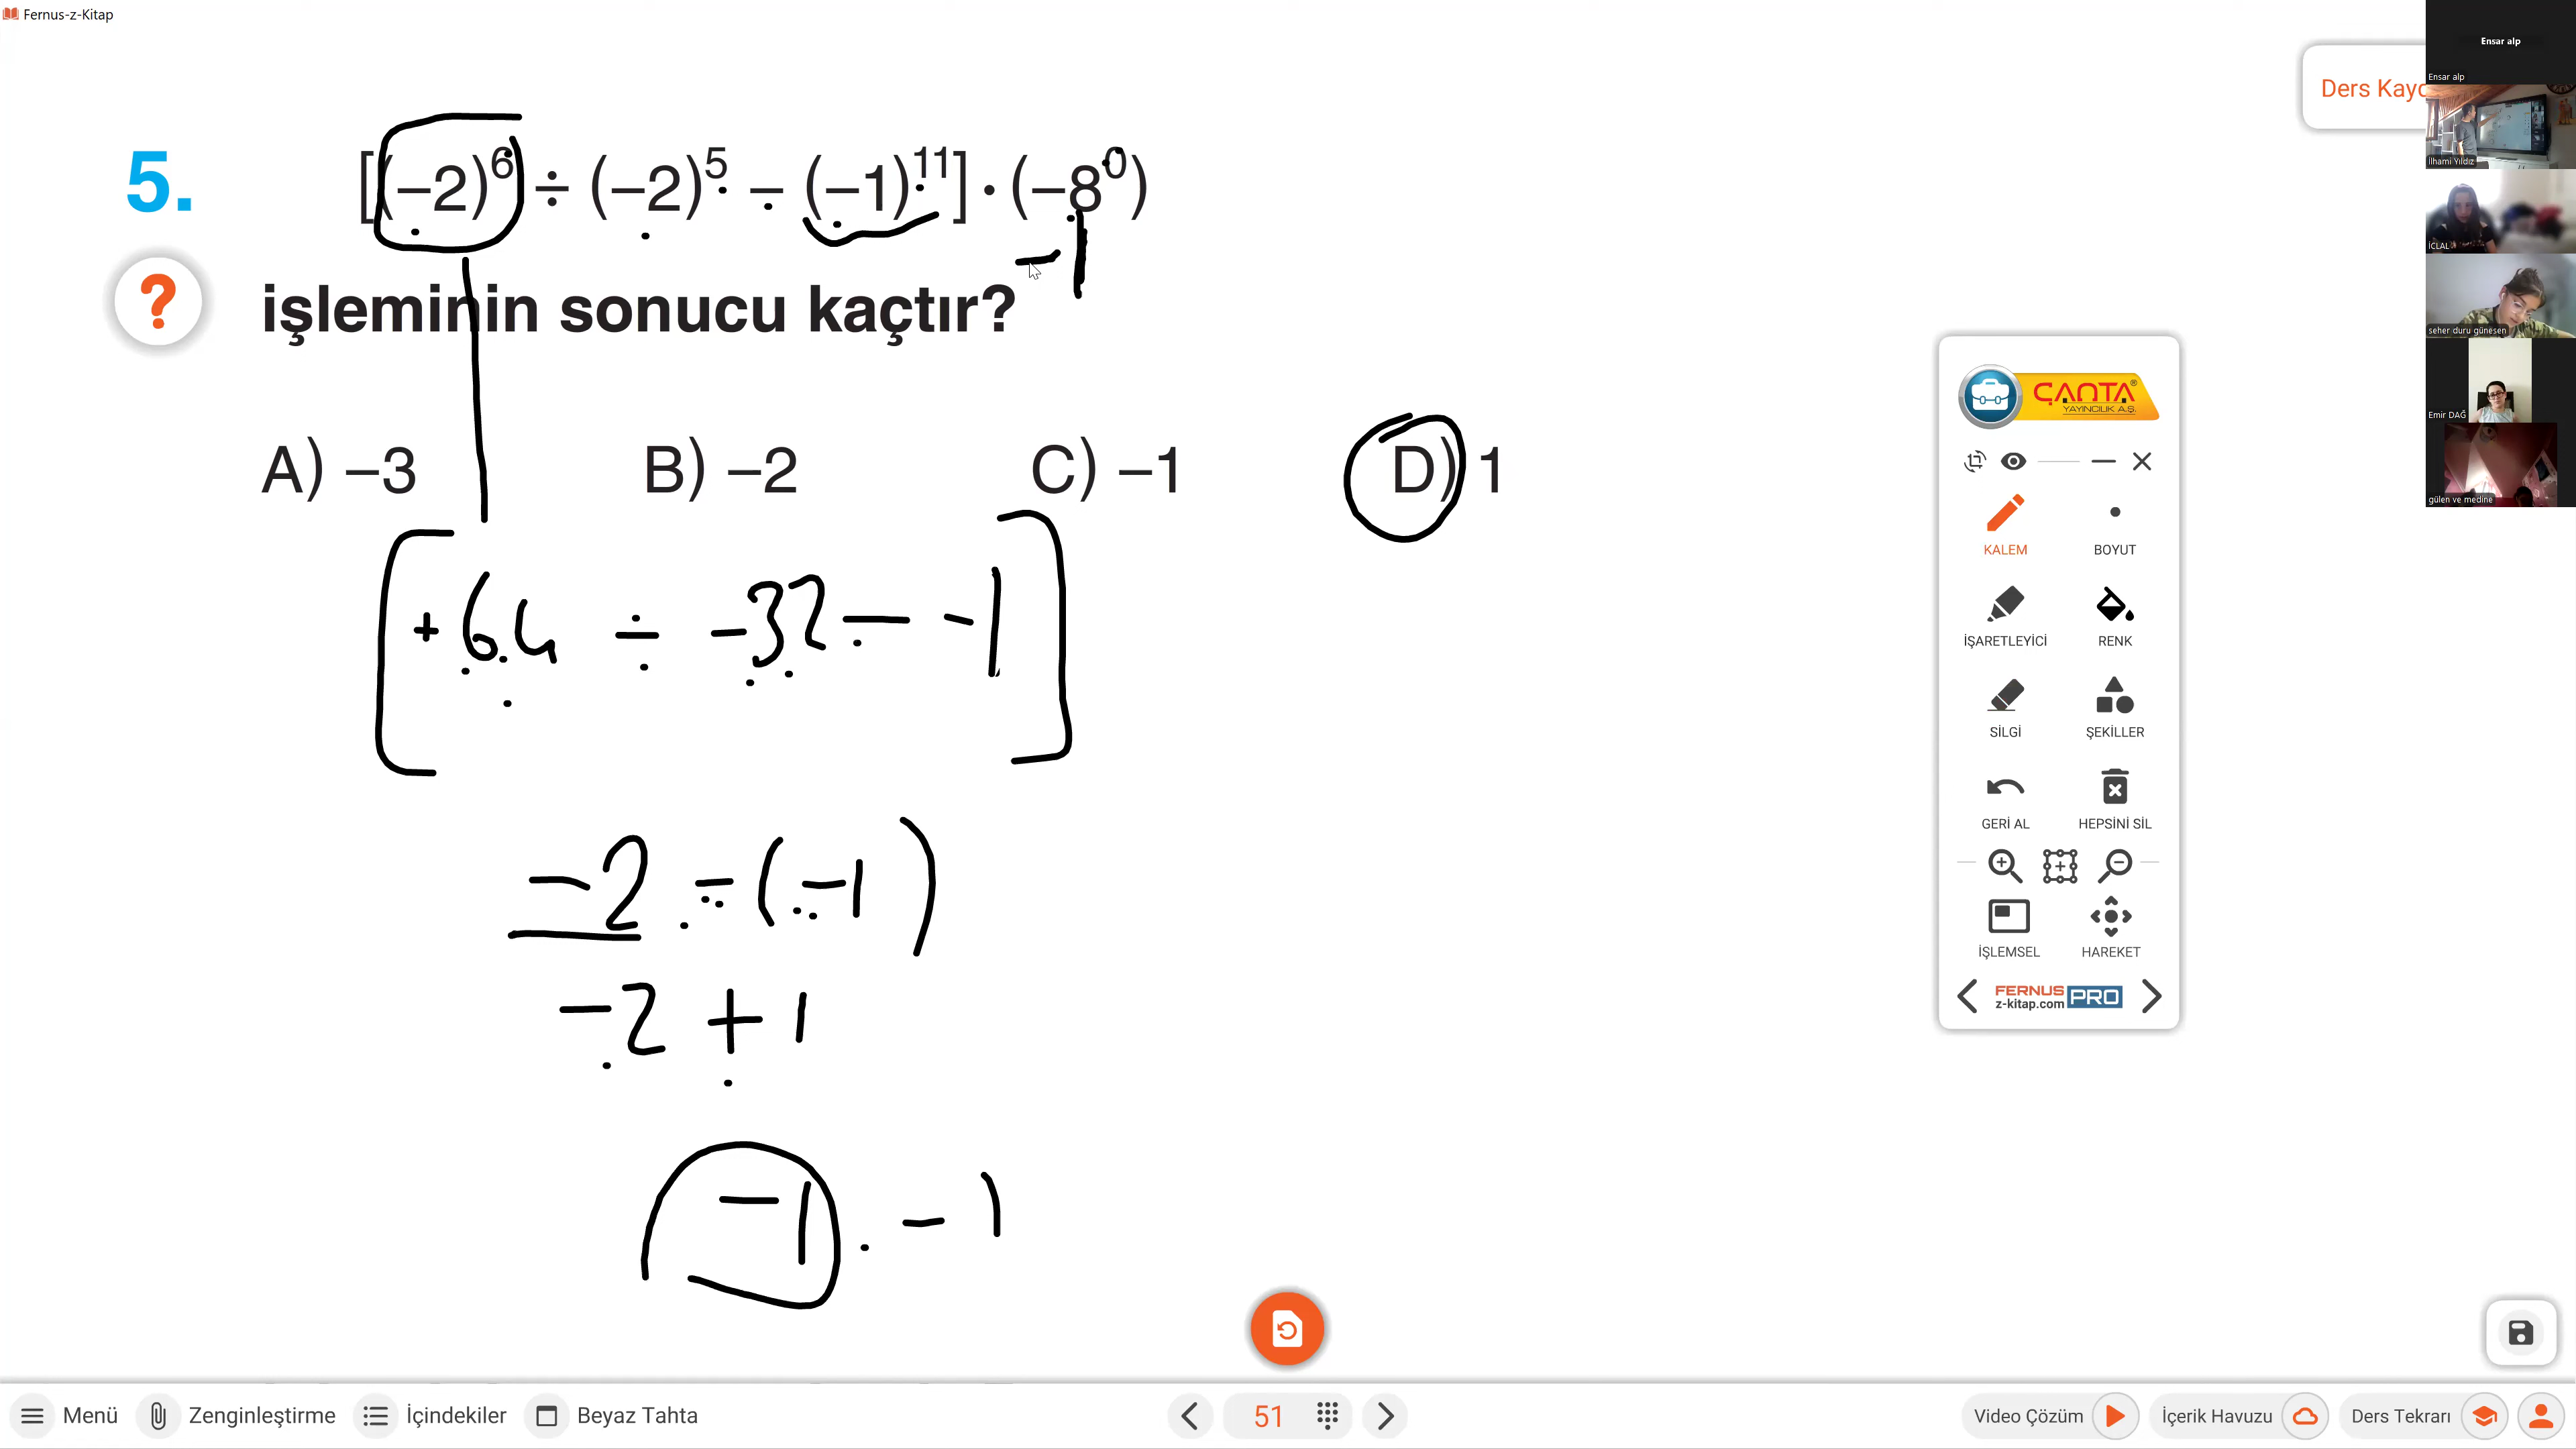 Fernus-z-Kitap
Ensar alp
Ensar alp
Ders Kayd
5. [(−2)⁶ ÷ (−2)⁵ − (−1)¹¹] · (−8⁰)
−1
? işleminin sonucu kaçtır?
A) −3 B) −2 C) −1 D) 1
+64 ÷ −32 − −1
−2 − (−1)
−2 + 1
−1 . −1
İlhami Yıldız
İCLAL
seher duru güneşen
Emir DAĞ
gülen ve medine
ÇANTA®
YAYINCILIK A.Ş.
KALEM BOYUT
İŞARETLEYİCİ RENK
SİLGİ ŞEKİLLER
GERİ AL HEPSİNİ SİL
İŞLEMSEL HAREKET
FERNUS PRO
z-kitap.com
Menü Zenginleştirme İçindekiler Beyaz Tahta 51 Video Çözüm İçerik Havuzu Ders Tekrarı